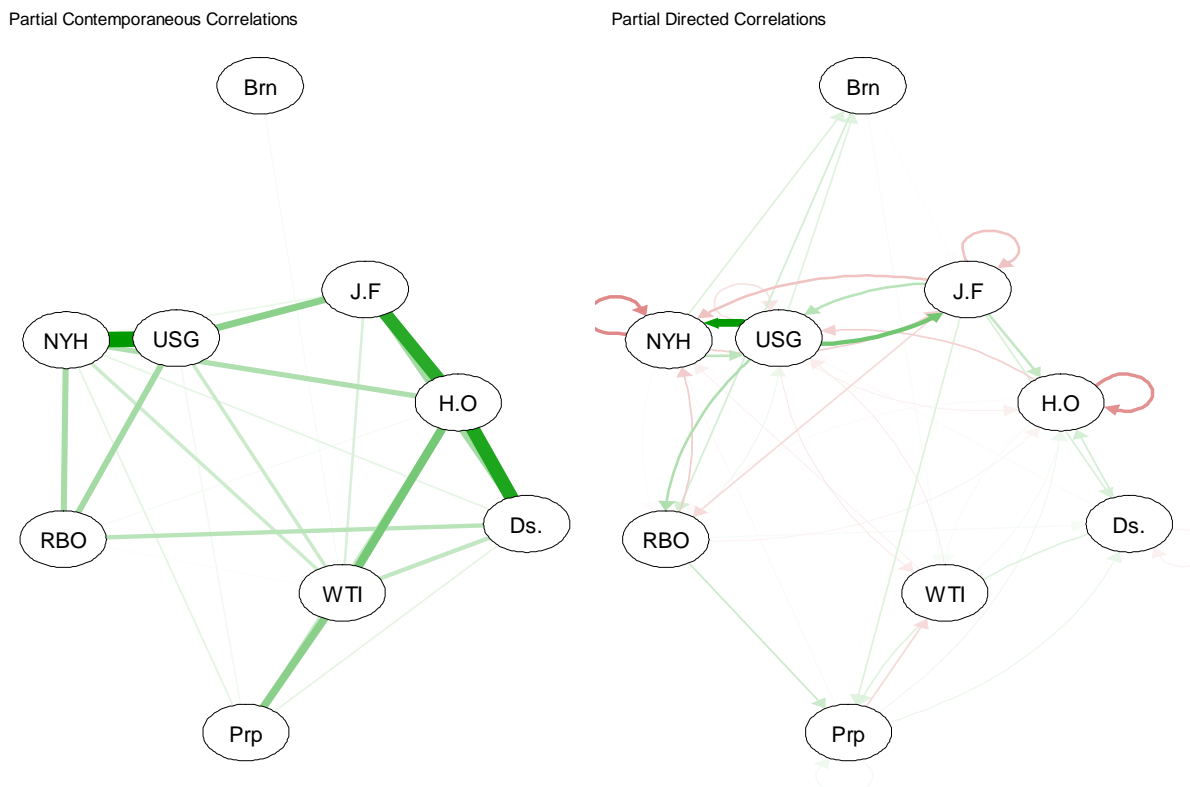 Partial Contemporaneous Correlations
Partial Directed Correlations
Brn
Brn
J.F
J.F
NYH
USG
NYH
USG
H.O
H.O
RBO
Ds.
RBO
Ds.
WTI
WTI
Prp
Prp